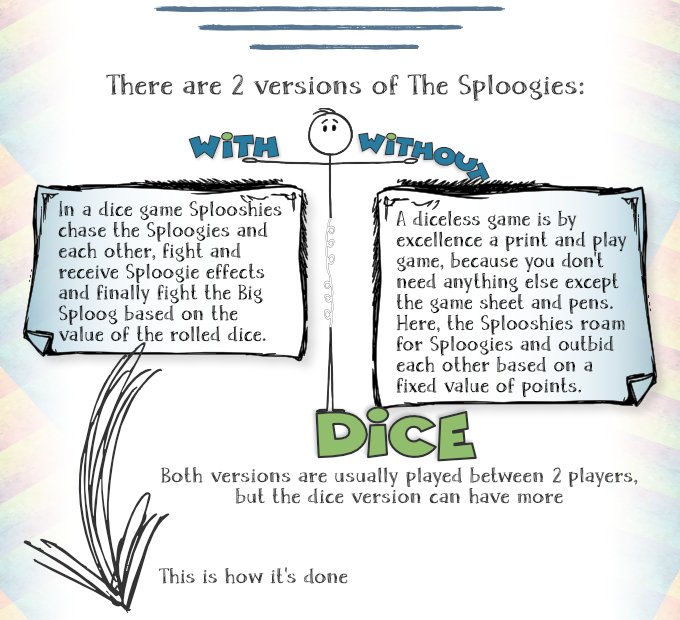 There are 2 versions of The Sploogies:
WiTH
WiTHOUT
In a dice game Splooshies
chase the Sploogies and
each other, fight and
receive Sploogie effects
and finally fight the Big
Sploog based on the
value of the rolled dice.
A diceless game is by
excellence a print and play
game, because you don't
need anything else except
the game sheet and pens.
Here, the Splooshies roam
for Sploogies and outbid
each other based on a
fixed value of points.
DiCE
Both versions are usually played between 2 players,
but the dice version can have more
This is how it's done